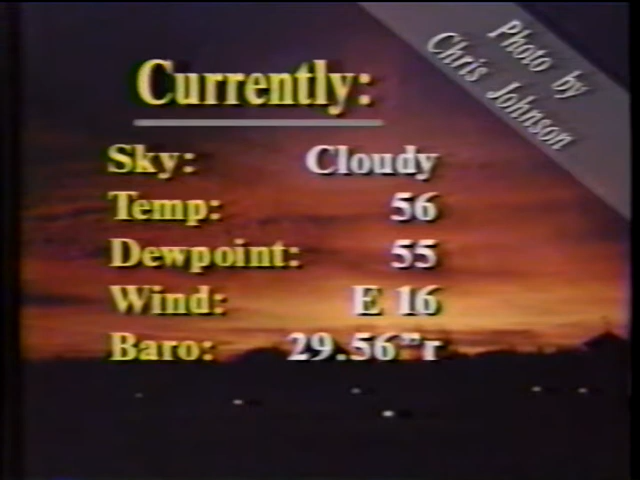 Currently:
Sky: Cloudy
Temp: 56
Dewpoint: 55
Wind: E 16
Baro: 29.56"r
Photo by
Chris Johnson